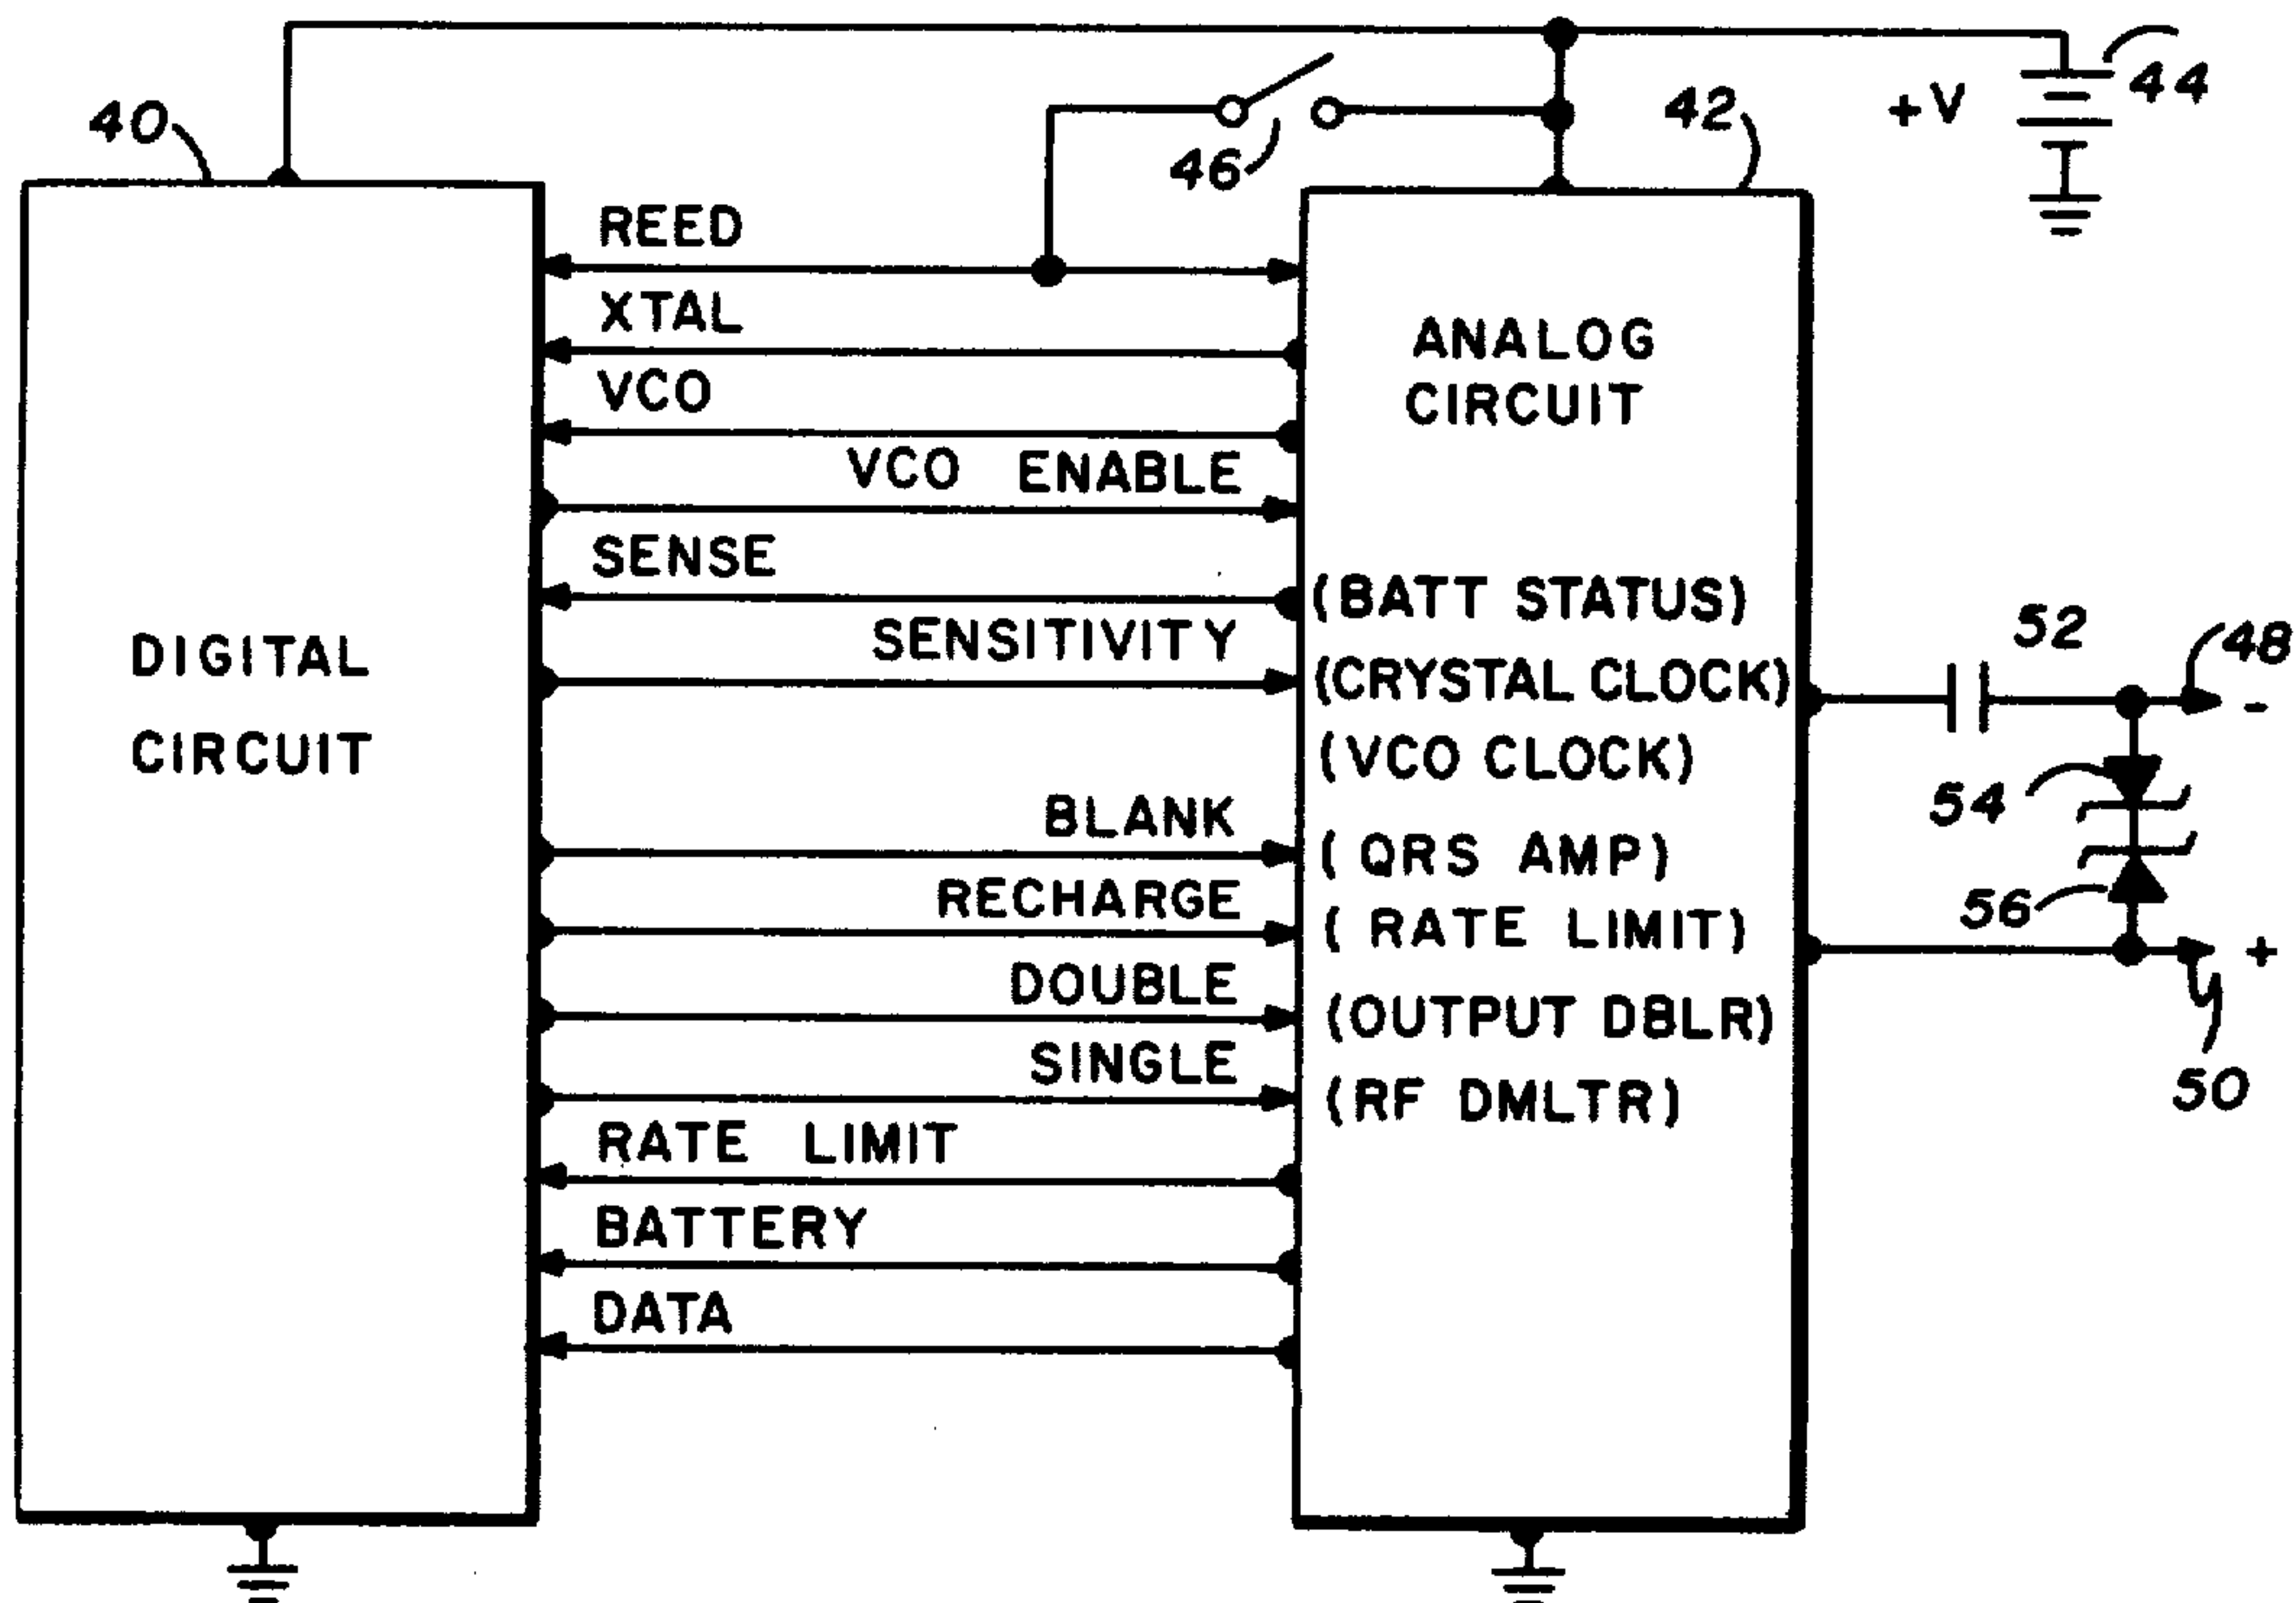 44
+V
42
40
46
REED
XTAL
ANALOG
CIRCUIT
VCO
VCO ENABLE
SENSE
(BATT STATUS)
SENSITIVITY
(CRYSTAL CLOCK)
DIGITAL
CIRCUIT
(VCO CLOCK)
52
48
-
54
BLANK
(QRS AMP)
56
RECHARGE
(RATE LIMIT)
+
DOUBLE
(OUTPUT DBLR)
50
SINGLE
(RF DMLTR)
RATE LIMIT
BATTERY
DATA